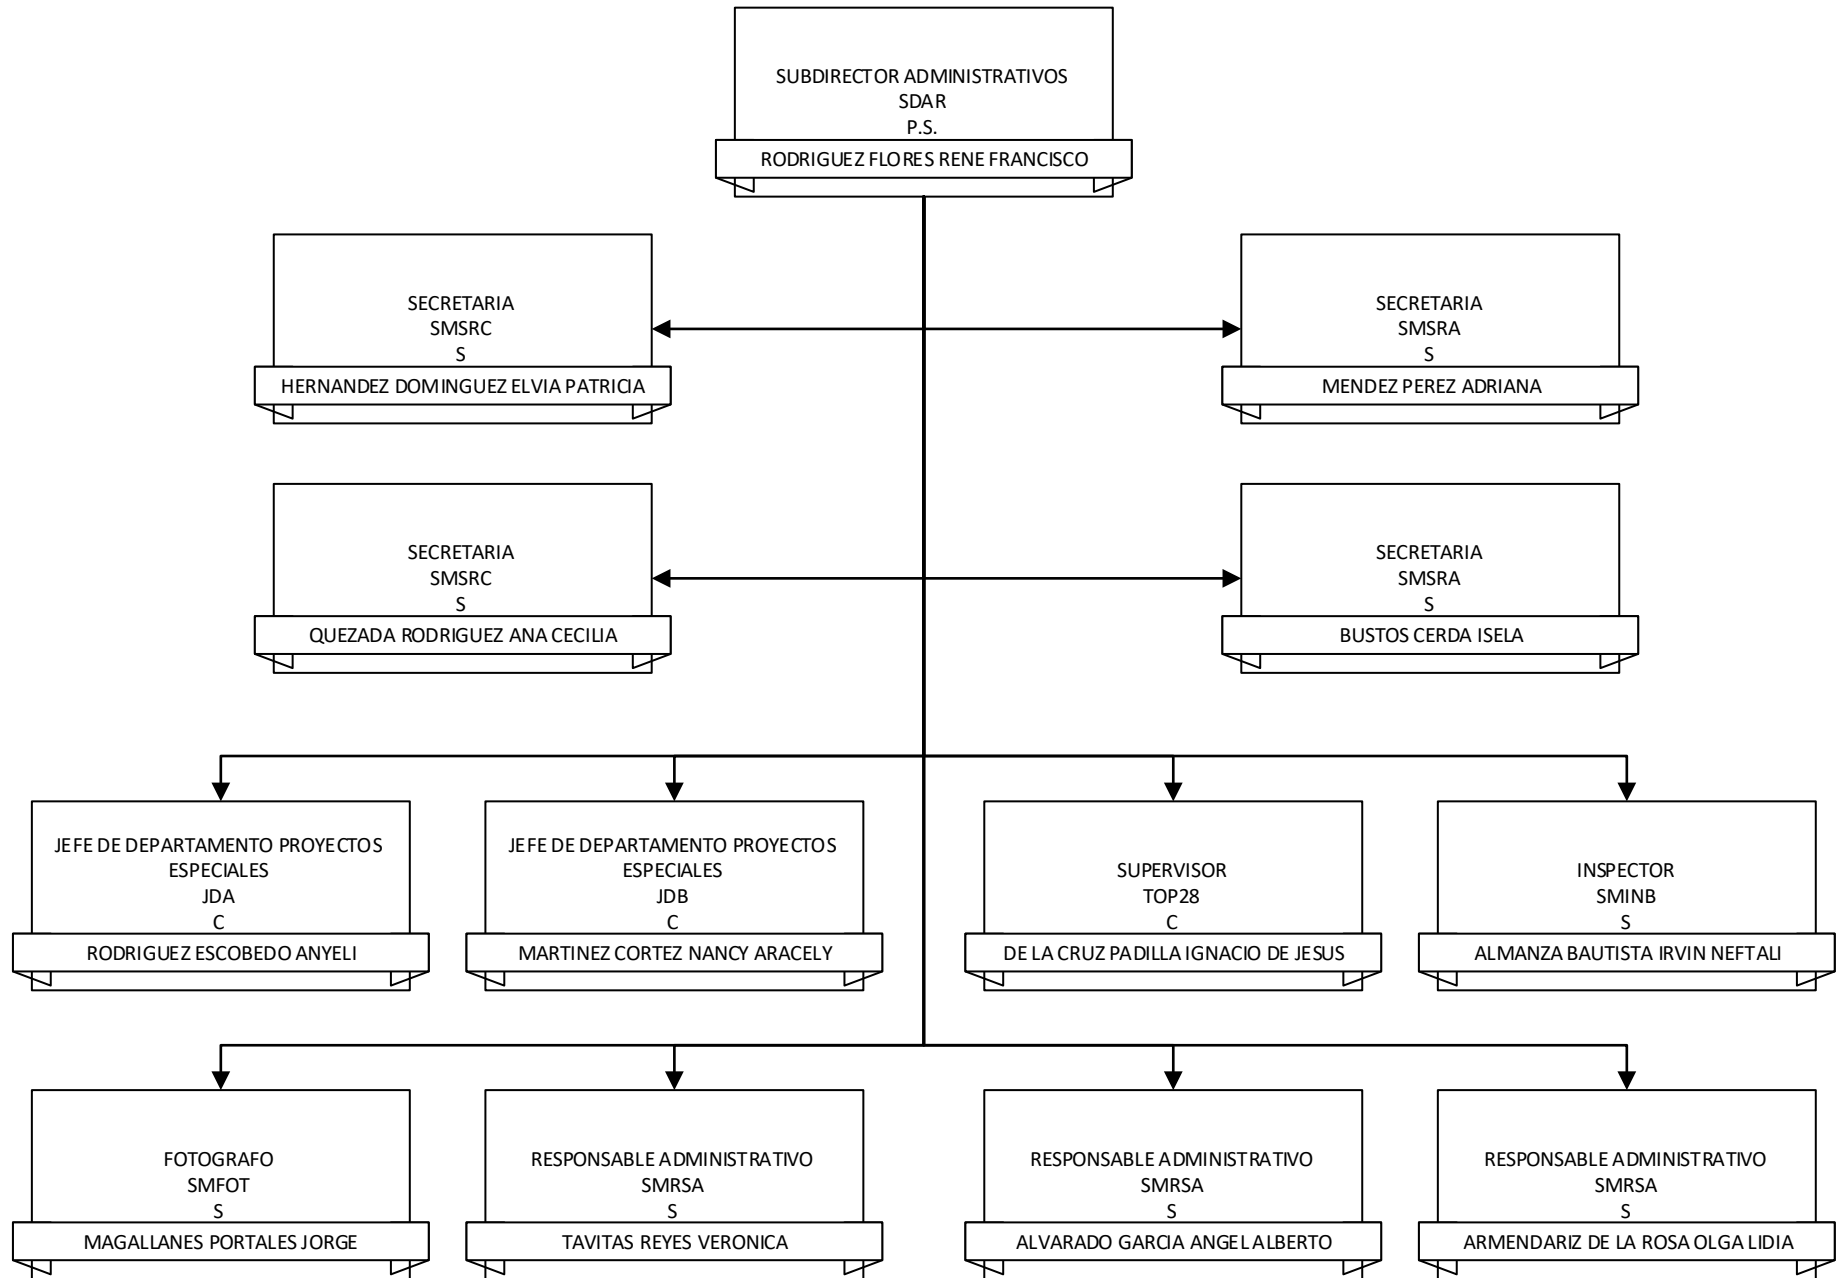 SUBDIRECTOR ADMINISTRATIVOS
SDAR
P.S.
RODRIGUEZ FLORES RENE FRANCISCO
SECRETARIA
SMSRC
S
HERNANDEZ DOMINGUEZ ELVIA PATRICIA
SECRETARIA
SMSRA
S
MENDEZ PEREZ ADRIANA
SECRETARIA
SMSRC
S
QUEZADA RODRIGUEZ ANA CECILIA
SECRETARIA
SMSRA
S
BUSTOS CERDA ISELA
JEFE DE DEPARTAMENTO PROYECTOS
ESPECIALES
JDA
C
RODRIGUEZ ESCOBEDO ANYELI
JEFE DE DEPARTAMENTO PROYECTOS
ESPECIALES
JDB
C
MARTINEZ CORTEZ NANCY ARACELY
SUPERVISOR
TOP28
C
DE LA CRUZ PADILLA IGNACIO DE JESUS
INSPECTOR
SMINB
S
ALMANZA BAUTISTA IRVIN NEFTALI
FOTOGRAFO
SMFOT
S
MAGALLANES PORTALES JORGE
RESPONSABLE ADMINISTRATIVO
SMRSA
S
TAVITAS REYES VERONICA
RESPONSABLE ADMINISTRATIVO
SMRSA
S
ALVARADO GARCIA ANGEL ALBERTO
RESPONSABLE ADMINISTRATIVO
SMRSA
S
ARMENDARIZ DE LA ROSA OLGA LIDIA